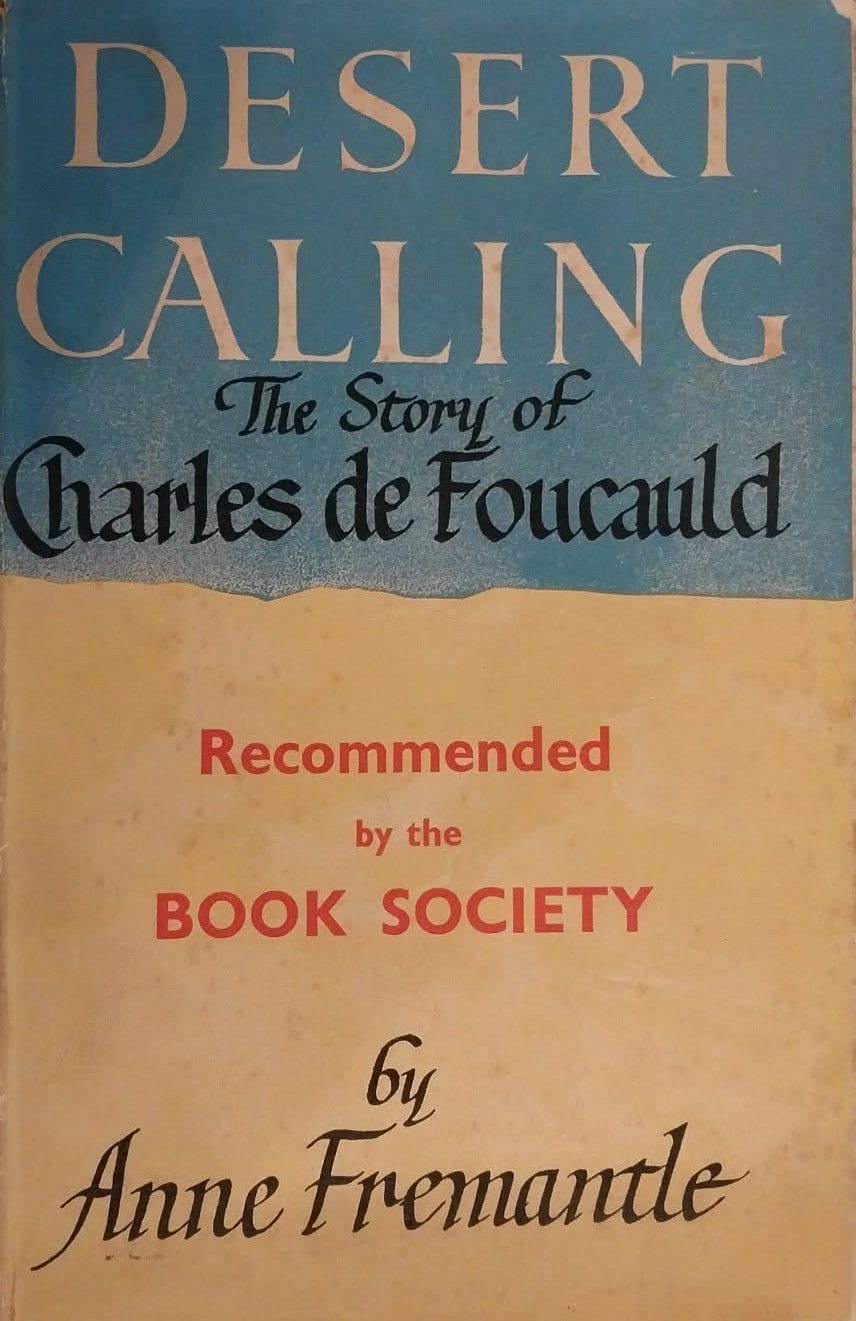 DESERT
CALLING
The Story of
Charles de Foucauld
Recommended
by the
BOOK SOCIETY
by
Anne Fremantle